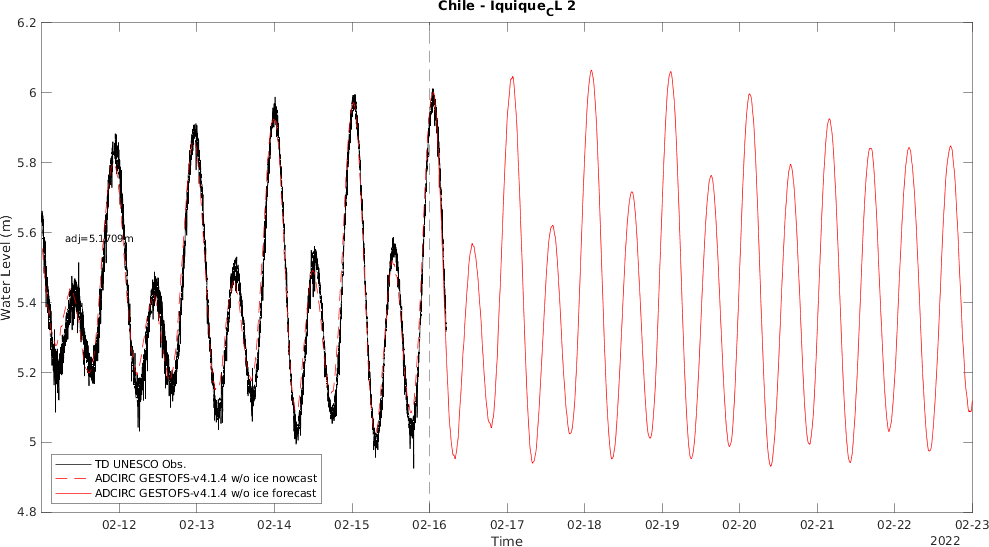 Chile - Iquique_CL 2
6.2
6
5.8
5.6
5.4
5.2
5
4.8
Water Level (m)
adj=5.1709m
TD UNESCO Obs.
ADCIRC GESTOFS-v4.1.4 w/o ice nowcast
ADCIRC GESTOFS-v4.1.4 w/o ice forecast
02-12 02-13 02-14 02-15 02-16 02-17 02-18 02-19 02-20 02-21 02-22 02-23
Time
2022